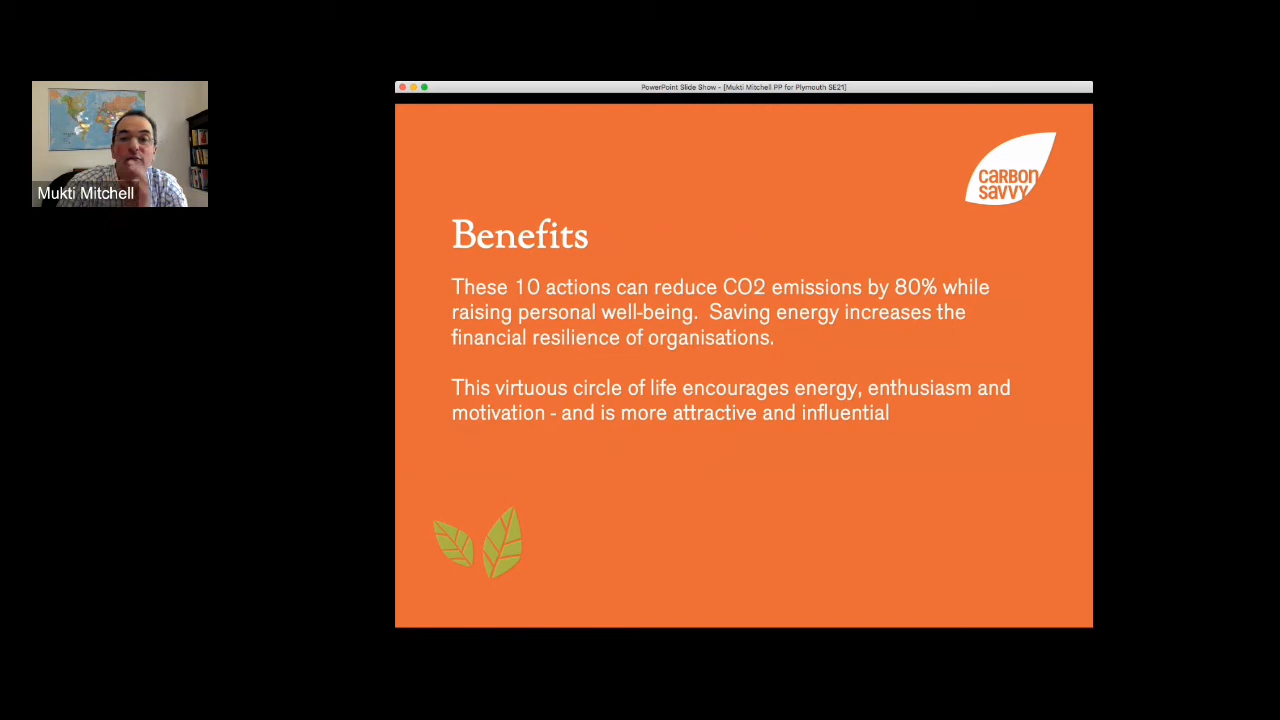 PowerPoint Slide Show - [Mukti Mitchell PP for Plymouth SE21]
CARBON
SAVVY
Mukti Mitchell
Benefits
These 10 actions can reduce CO2 emissions by 80% while
raising personal well-being.  Saving energy increases the
financial resilience of organisations.
This virtuous circle of life encourages energy, enthusiasm and
motivation - and is more attractive and influential